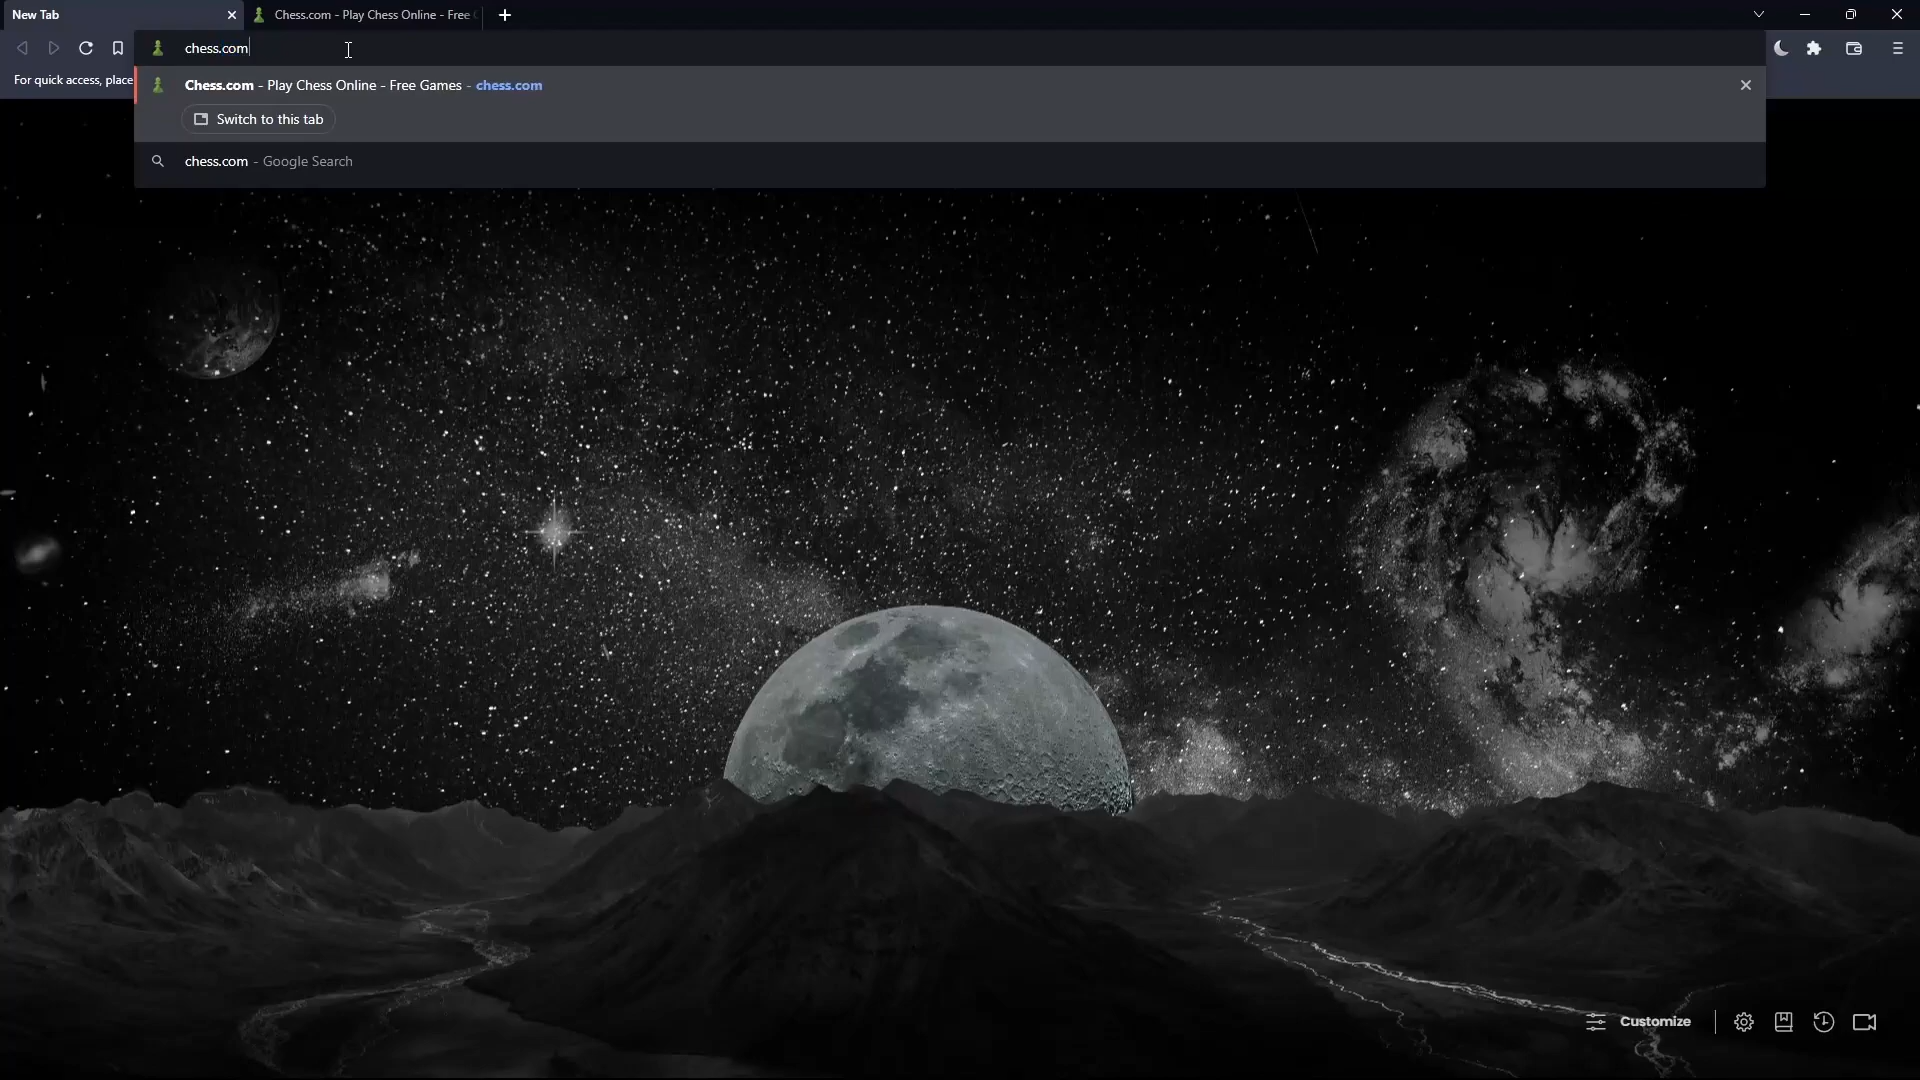 New Tab
Chess.com - Play Chess Online - Free
chess.com
For quick access, place
Chess.com - Play Chess Online - Free Games - chess.com
Switch to this tab
chess.com - Google Search
Customize